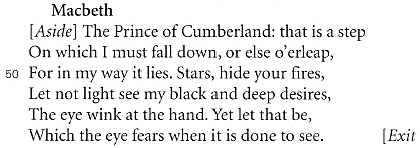 Macbeth
[Aside] The Prince of Cumberland: that is a step
On which I must fall down, or else o'erleap,
50 For in my way it lies. Stars, hide your fires,
Let not light see my black and deep desires,
The eye wink at the hand. Yet let that be,
Which the eye fears when it is done to see. [Exit